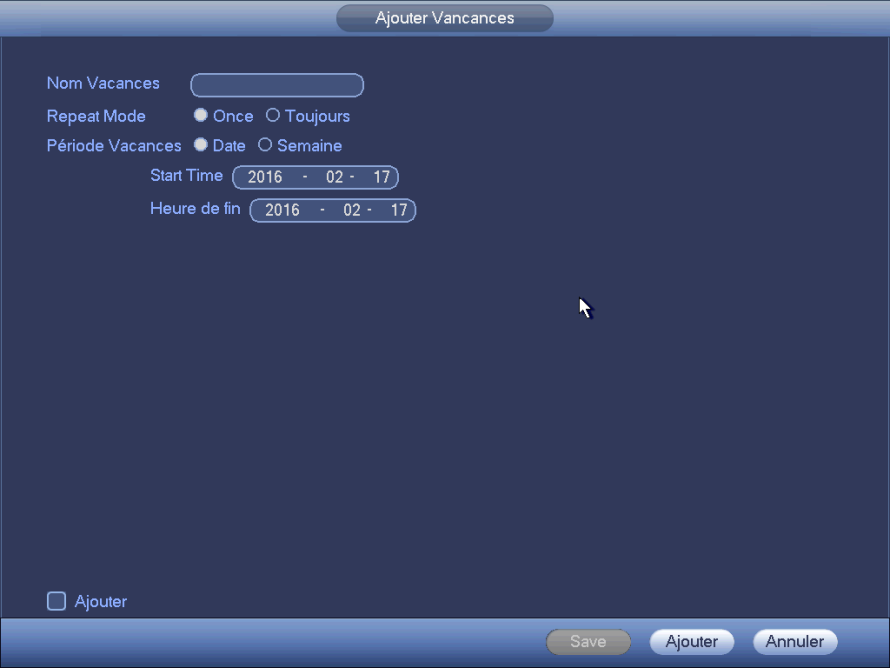 Ajouter Vancances
Nom Vacances
Repeat Mode Once Toujours
Période Vacances Date Semaine
Start Time 2016 - 02 - 17
Heure de fin 2016 - 02 - 17
Ajouter
Save Ajouter Annuler